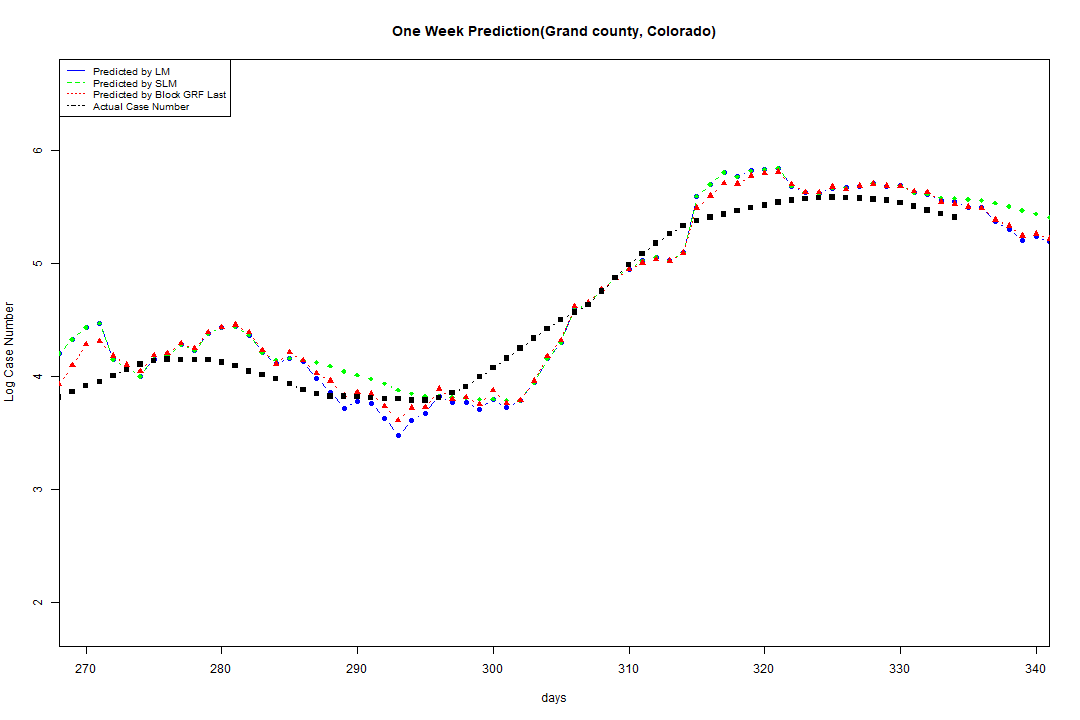 One Week Prediction(Grand county, Colorado)
Predicted by LM
Predicted by SLM
Predicted by Block GRF Last
Actual Case Number
Log Case Number
6
5
4
3
2
270 280 290 300 310 320 330 340
days